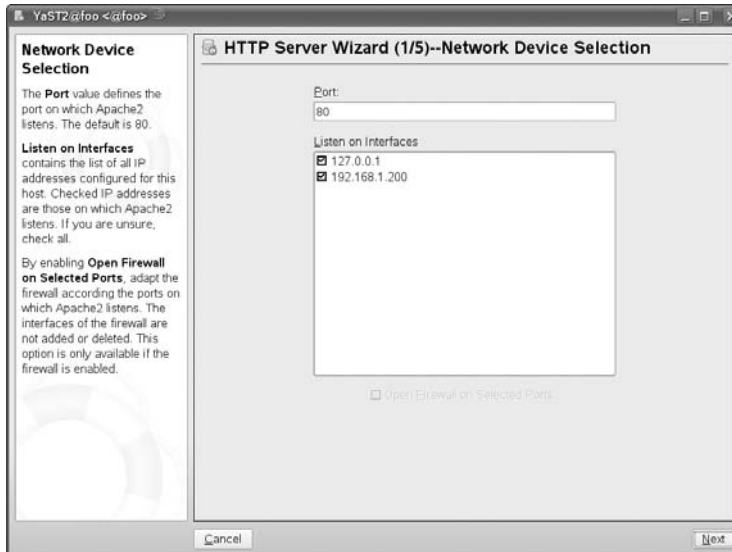 YaST2@foo <@foo>
Network Device
Selection
The Port value defines the
port on which Apache2
listens. The default is 80.
Listen on Interfaces
contains the list of all IP
addresses configured for this
host. Checked IP addresses
are those on which Apache2
listens. If you are unsure,
check all.
By enabling Open Firewall
on Selected Ports, adapt the
firewall according the ports on
which Apache2 listens. The
interfaces of the firewall are
not added or deleted. This
option is only available if the
firewall is enabled.
HTTP Server Wizard (1/5)--Network Device Selection
Port:
80
Listen on Interfaces
127.0.0.1
192.168.1.200
Open Firewall on Selected Ports
Cancel
Next